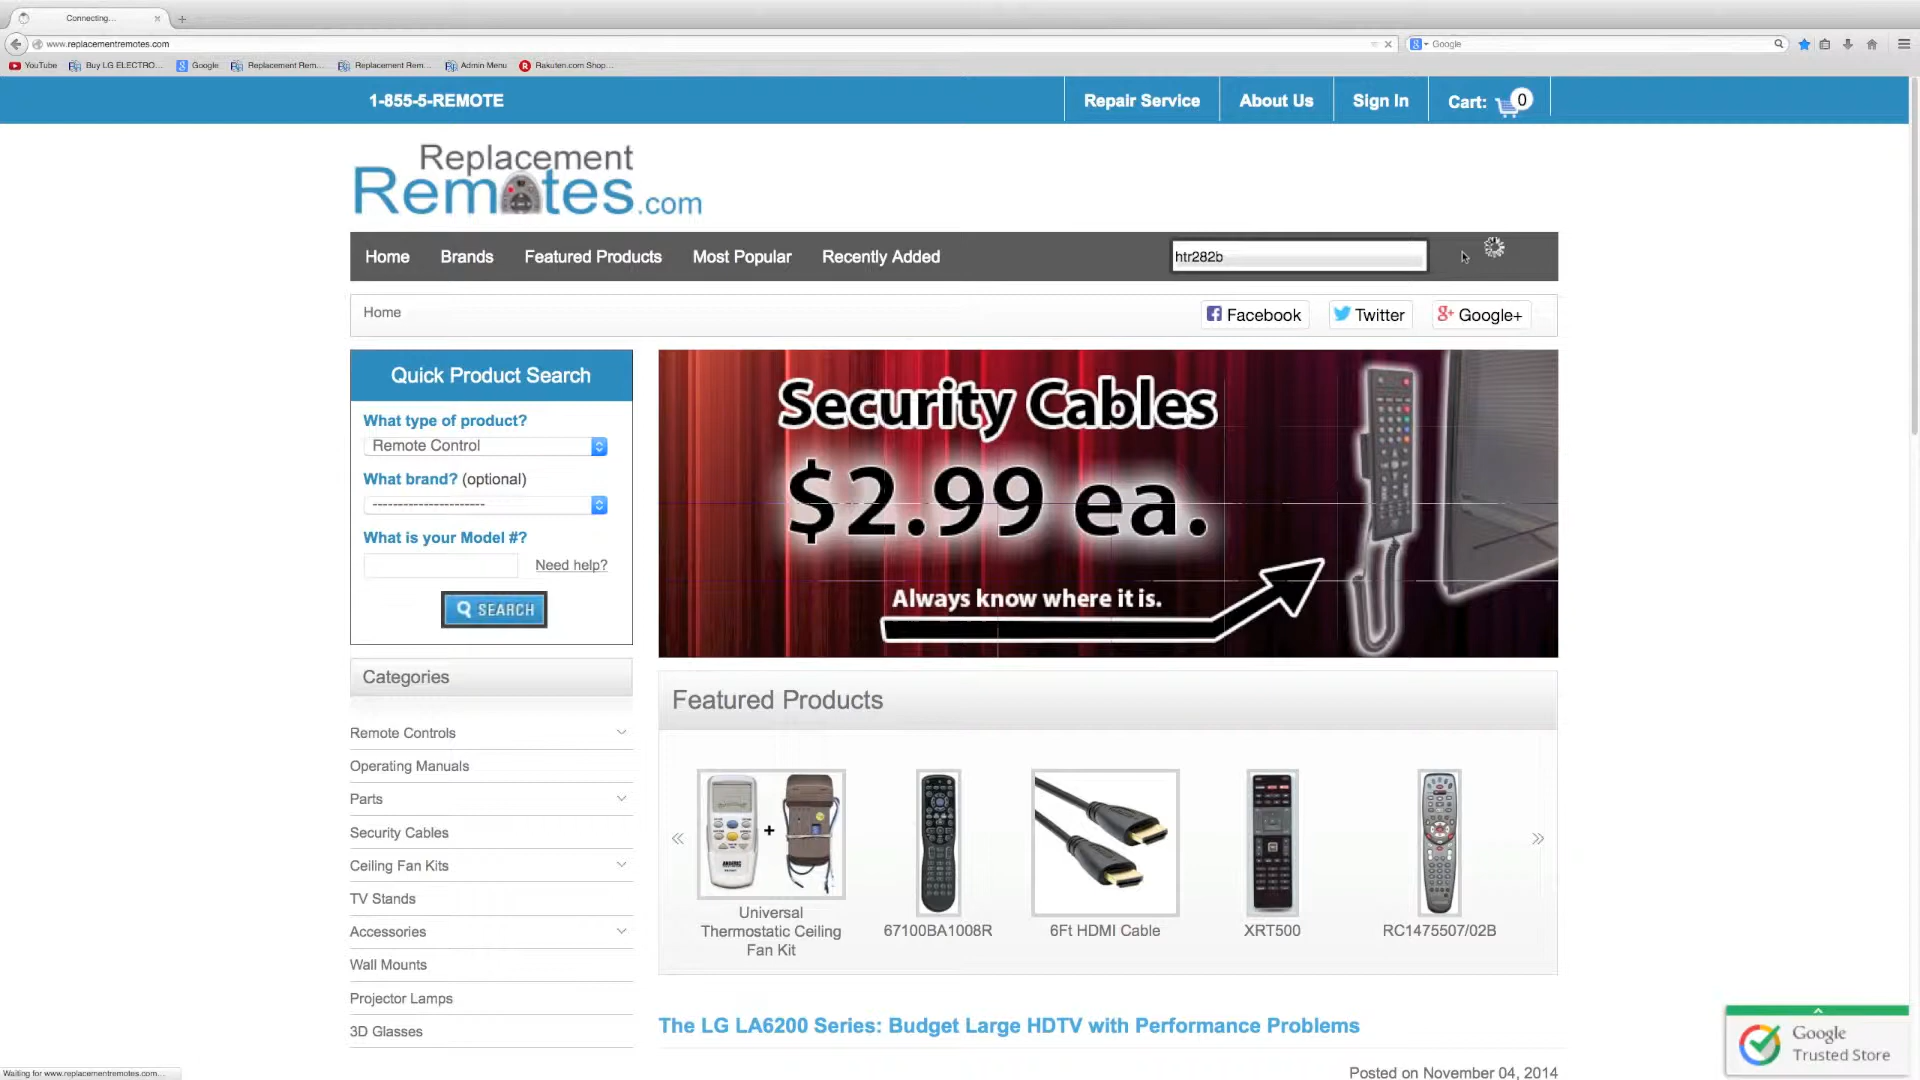 Connecting...
www.replacementremotes.com
Google
YouTube
Buy LG ELECTRO...
Google
Replacement Rem...
Replacement Rem...
Admin Menu
Rakuten.com Shop...
1-855-5-REMOTE
Repair Service
About Us
Sign In
Cart:
0
Replacement
Remotes.com
Home
Brands
Featured Products
Most Popular
Recently Added
htr282b
Home
Facebook
Twitter
Google+
Quick Product Search
What type of product?
Remote Control
What brand? (optional)
----------------------
What is your Model #?
Need help?
SEARCH
Security Cables
$2.99 ea.
Always know where it is.
Categories
Remote Controls
Operating Manuals
Parts
Security Cables
Ceiling Fan Kits
TV Stands
Accessories
Wall Mounts
Projector Lamps
3D Glasses
Featured Products
Universal
Thermostatic Ceiling
Fan Kit
67100BA1008R
6Ft HDMI Cable
XRT500
RC1475507/02B
The LG LA6200 Series: Budget Large HDTV with Performance Problems
Posted on November 04, 2014
Google
Trusted Store
Waiting for www.replacementremotes.com...